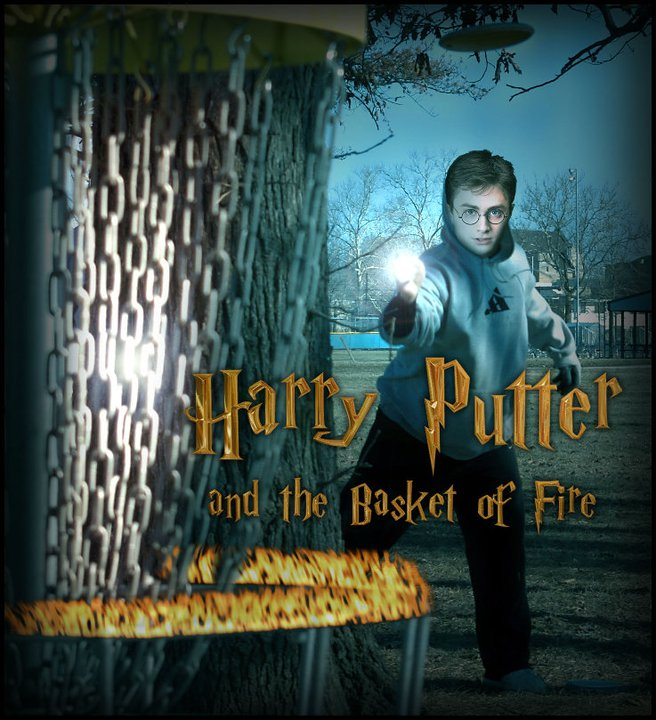 Harry Putter
and the Basket of Fire